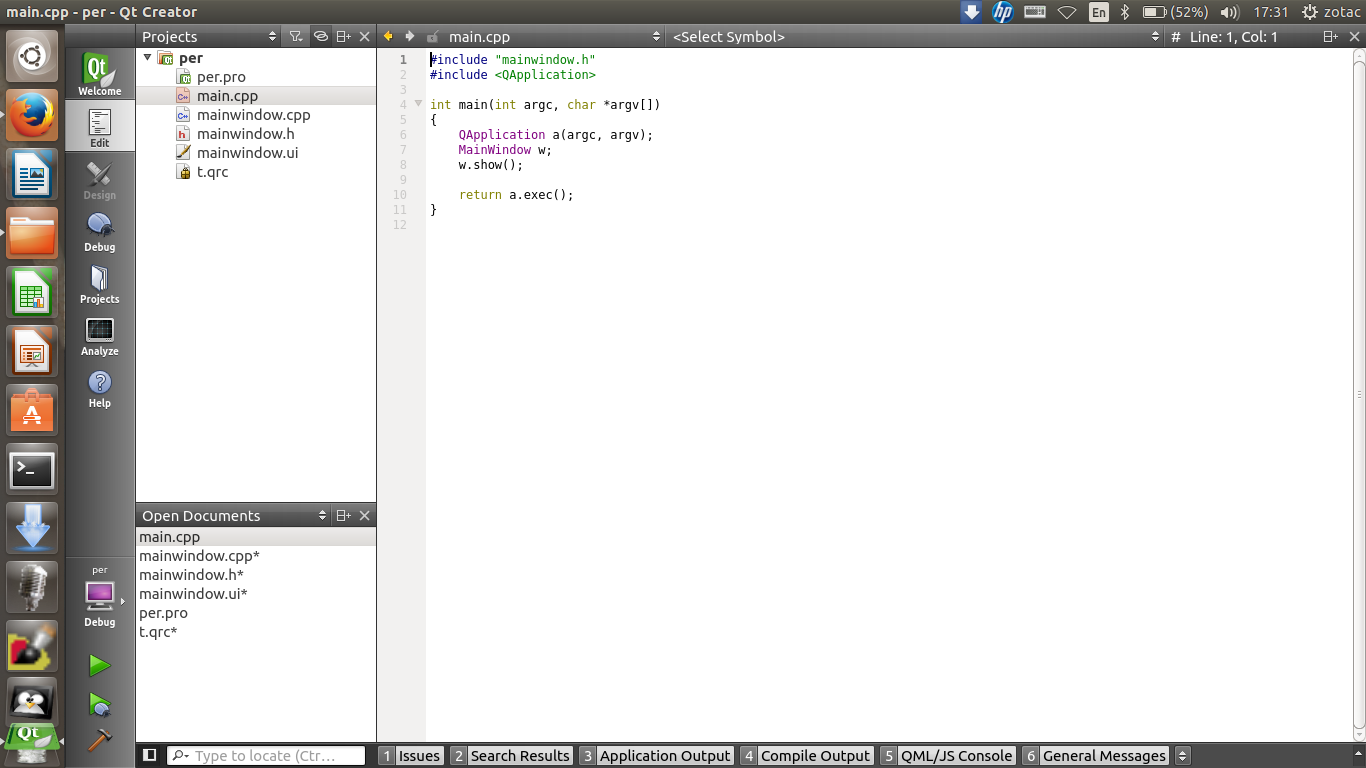 main.cpp - per - Qt Creator
hp
En
(52%)
17:31
zotac
Projects
main.cpp
<Select Symbol>
# Line: 1, Col: 1
Qt
Welcome
Edit
Design
Debug
Projects
Analyze
Help
per
Debug
per
per.pro
main.cpp
mainwindow.cpp
mainwindow.h
mainwindow.ui
t.qrc
Open Documents
main.cpp
mainwindow.cpp*
mainwindow.h*
mainwindow.ui*
per.pro
t.qrc*
1 #include "mainwindow.h"
2 #include <QApplication>
3
4 int main(int argc, char *argv[])
5 {
6 QApplication a(argc, argv);
7 MainWindow w;
8 w.show();
9
10 return a.exec();
11 }
12
Qt
Type to locate (Ctr...
1 Issues
2 Search Results
3 Application Output
4 Compile Output
5 QML/JS Console
6 General Messages